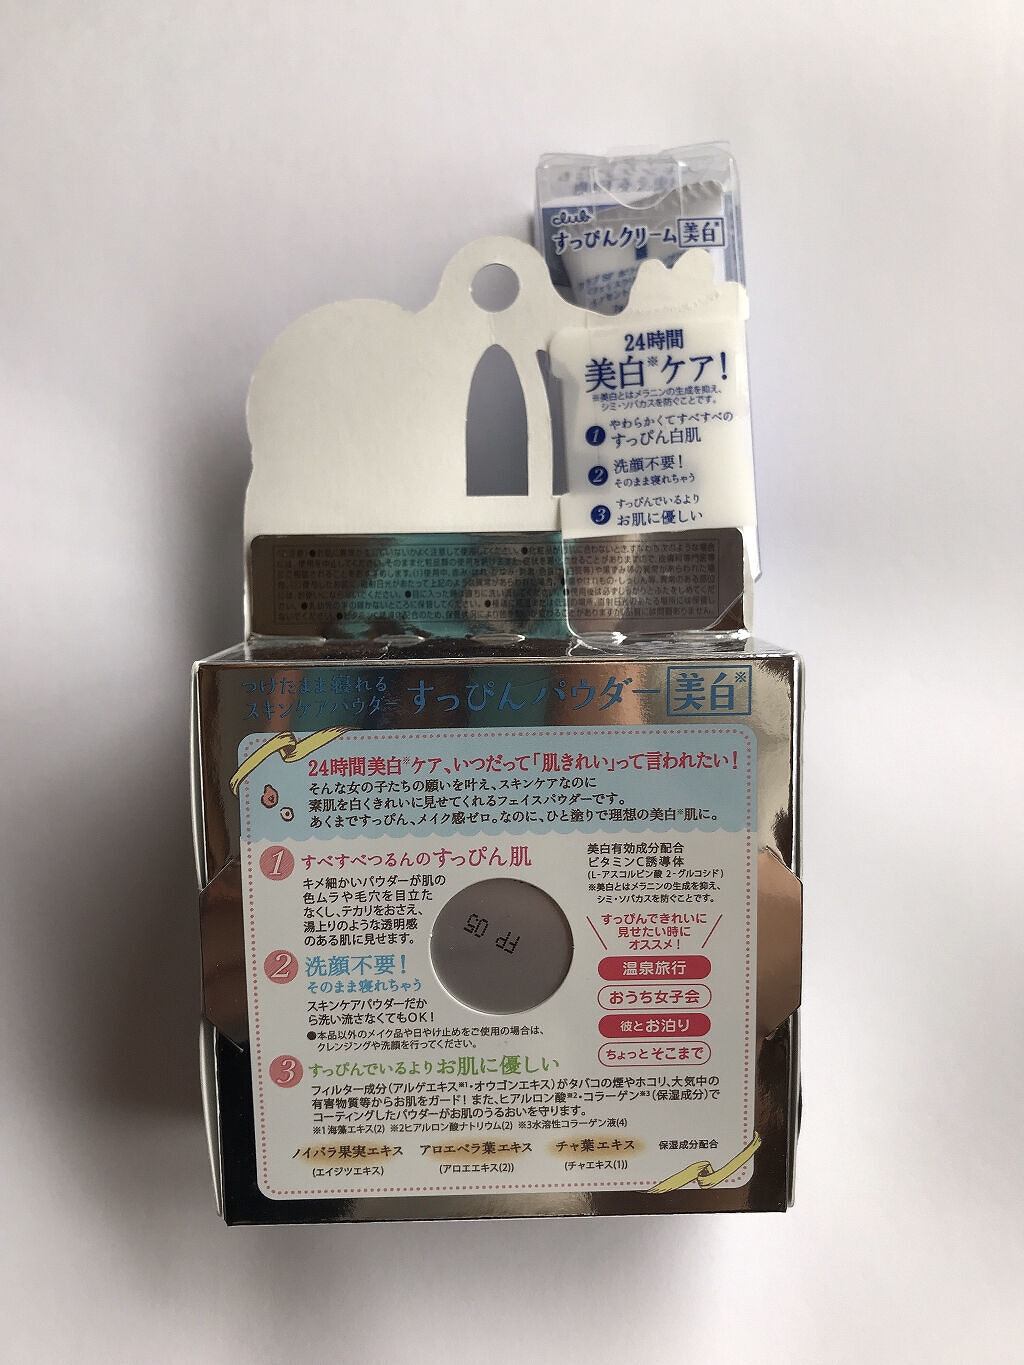 club
すっぴんクリーム 美白※
24時間
美白※ケア!
※美白とはメラニンの生成を抑え、
シミ・ソバカスを防ぐことです。
1 やわらかくてすべすべの
すっぴん白肌
2 洗顔不要!
そのまま寝れちゃう
3 すっぴんでいるより
お肌に優しい
つけたまま寝れる
スキンケアパウダー
すっぴんパウダー 美白※
24時間美白※ケア、いつだって「肌きれい」って言われたい!
そんな女の子たちの願いを叶え、スキンケアなのに
素肌を白くきれいに見せてくれるフェイスパウダーです。
あくまですっぴん、メイク感ゼロ。なのに、ひと塗りで理想の美白※肌に。
1 すべすべつるんのすっぴん肌
キメ細かいパウダーが肌の
色ムラや毛穴を目立た
なくし、テカリをおさえ、
湯上りのような透明感
のある肌に見せます。
2 洗顔不要!
そのまま寝れちゃう
スキンケアパウダーだか
ら洗い流さなくてもOK!
●本品以外のメイク品や日やけ止めをご使用の場合は、
クレンジングや洗顔を行ってください。
美白有効成分配合
ビタミンC誘導体
(L-アスコルビン酸 2-グルコシド)
※美白とはメラニンの生成を抑え、
シミ・ソバカスを防ぐことです。
すっぴんできれいに
見せたい時に
オススメ!
温泉旅行
おうち女子会
彼とお泊り
ちょっとそこまで
3 すっぴんでいるよりお肌に優しい
フィルター成分(アルゲエキス※1・オウゴンエキス)がタバコの煙やホコリ、大気中の
有害物質等からお肌をガード! また、ヒアルロン酸※2・コラーゲン※3(保湿成分)で
コーティングしたパウダーがお肌のうるおいを守ります。
※1海藻エキス(2) ※2ヒアルロン酸ナトリウム(2) ※3水溶性コラーゲン液(4)
ノイバラ果実エキス アロエベラ葉エキス チャ葉エキス 保湿成分配合
(エイジツエキス) (アロエエキス(2)) (チャエキス(1))